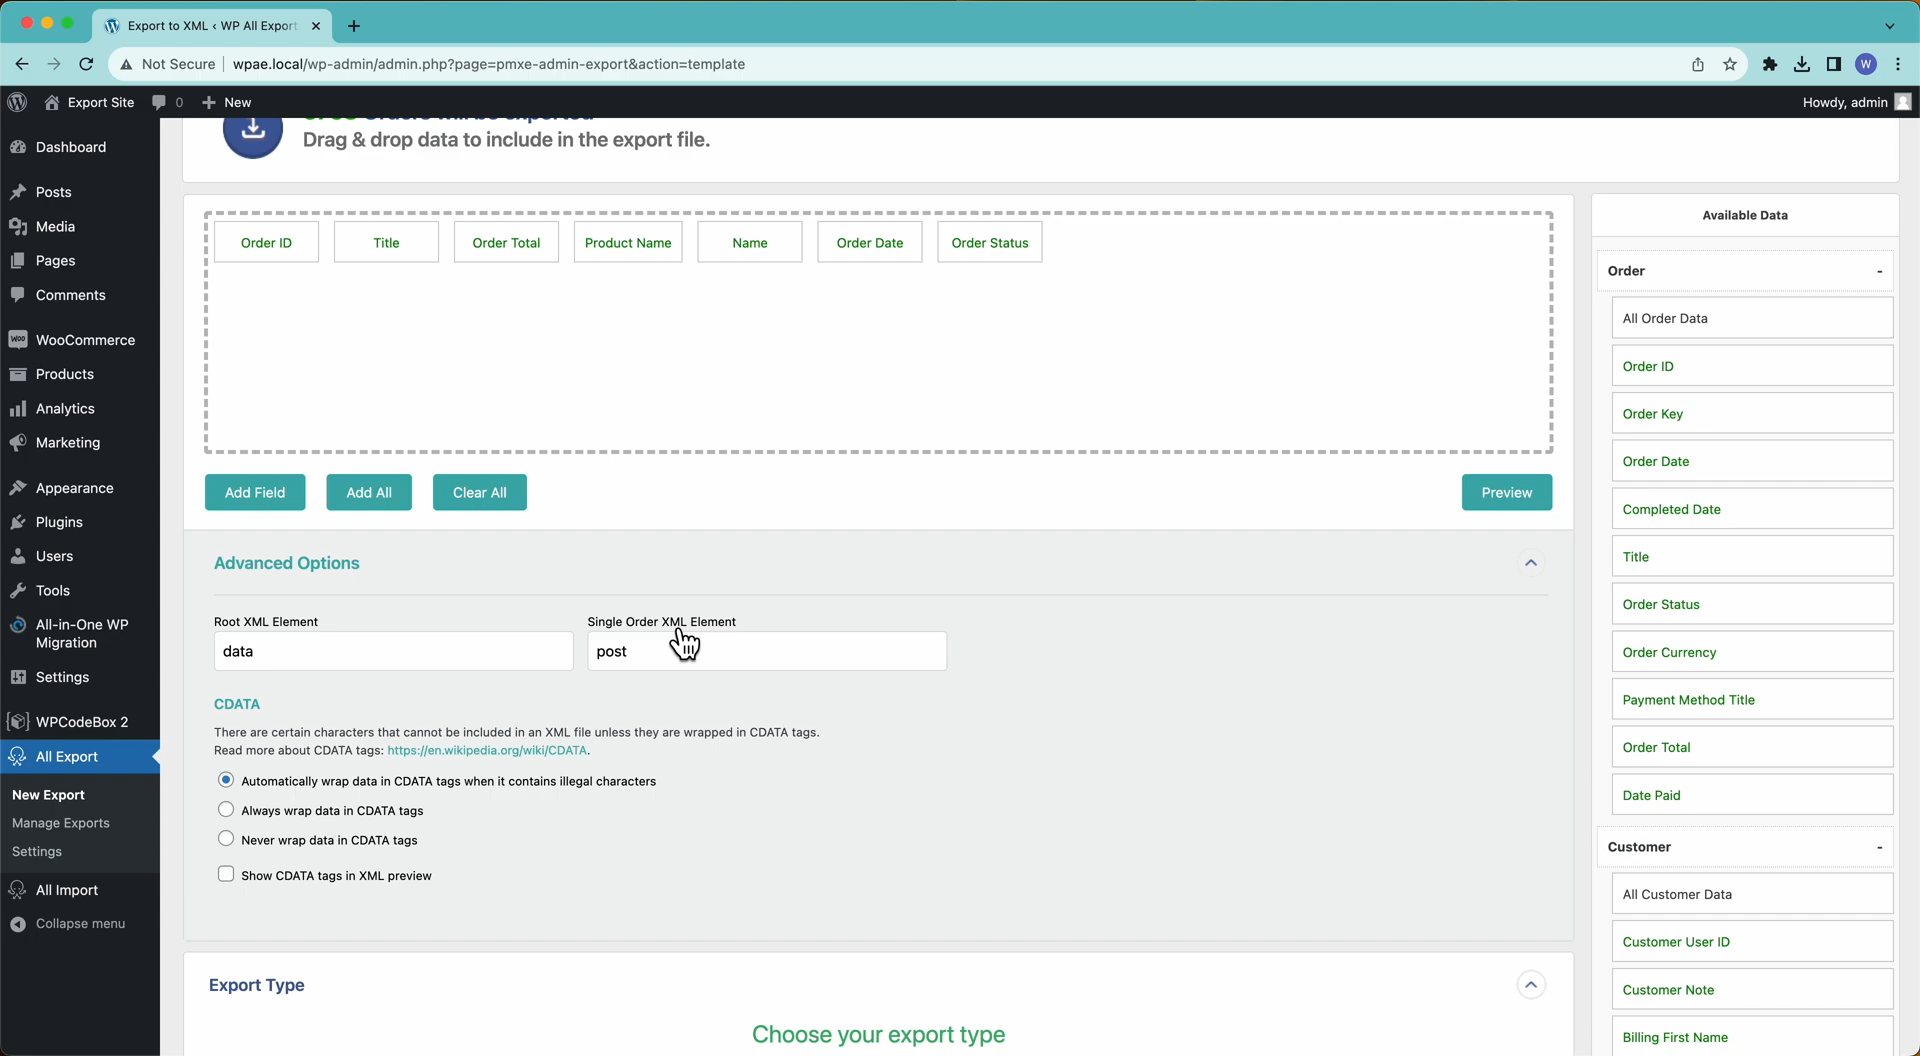 Export to XML ‹ WP All Export
Not Secure
wpae.local/wp-admin/admin.php?page=pmxe-admin-export&action=template
W
Export Site
0
New
Howdy, admin
Dashboard
Posts
Media
Pages
Comments
WooCommerce
Products
Analytics
Marketing
Appearance
Plugins
Users
Tools
All-in-One WP
Migration
Settings
WPCodeBox 2
All Export
New Export
Manage Exports
Settings
All Import
Collapse menu
Orders will be exported
Drag & drop data to include in the export file.
Order ID
Title
Order Total
Product Name
Name
Order Date
Order Status
Add Field
Add All
Clear All
Preview
Advanced Options
Root XML Element
Single Order XML Element
data
post
CDATA
There are certain characters that cannot be included in an XML file unless they are wrapped in CDATA tags.
Read more about CDATA tags: https://en.wikipedia.org/wiki/CDATA.
Automatically wrap data in CDATA tags when it contains illegal characters
Always wrap data in CDATA tags
Never wrap data in CDATA tags
Show CDATA tags in XML preview
Export Type
Choose your export type
Available Data
Order
-
All Order Data
Order ID
Order Key
Order Date
Completed Date
Title
Order Status
Order Currency
Payment Method Title
Order Total
Date Paid
Customer
-
All Customer Data
Customer User ID
Customer Note
Billing First Name